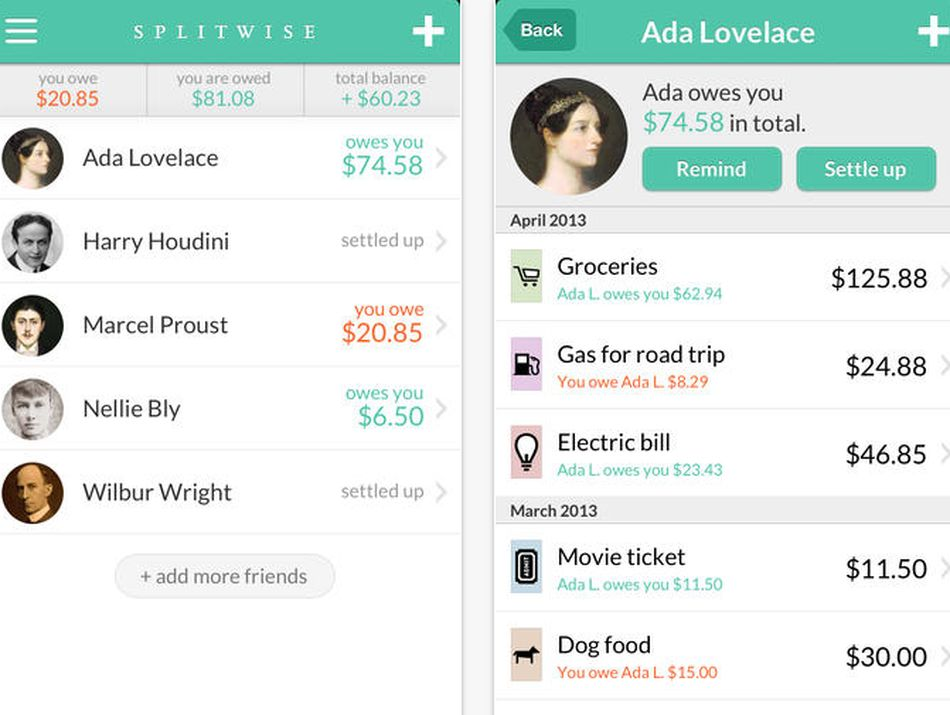 SPLITWISE
you owe
$20.85
you are owed
$81.08
total balance
+ $60.23
Ada Lovelace
owes you
$74.58
Harry Houdini
settled up
Marcel Proust
you owe
$20.85
Nellie Bly
owes you
$6.50
Wilbur Wright
settled up
+ add more friends
Back
Ada Lovelace
Ada owes you
$74.58 in total.
Remind
Settle up
April 2013
Groceries
Ada L. owes you $62.94
$125.88
Gas for road trip
You owe Ada L. $8.29
$24.88
Electric bill
Ada L. owes you $23.43
$46.85
March 2013
ADMIT
Movie ticket
Ada L. owes you $11.50
$11.50
Dog food
You owe Ada L. $15.00
$30.00